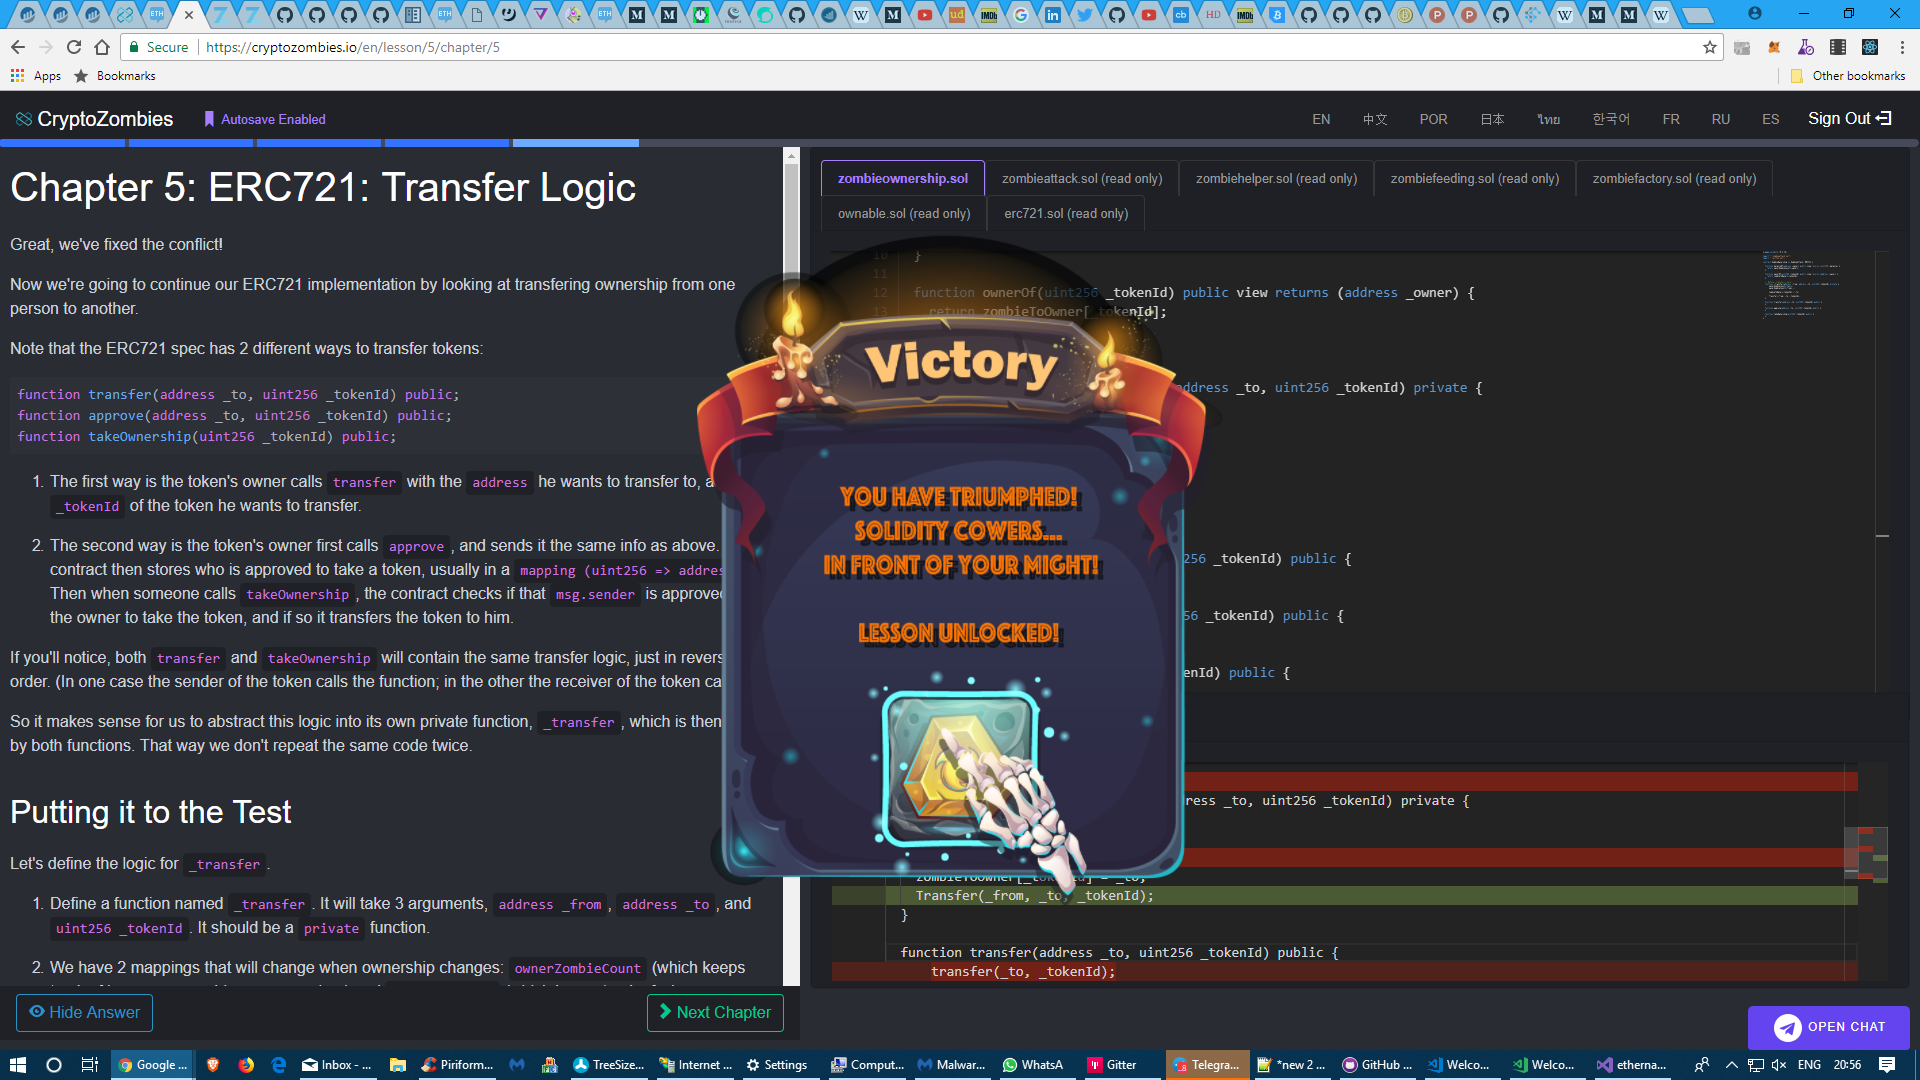 Secure
https://cryptozombies.io/en/lesson/5/chapter/5
Apps
Bookmarks
Other bookmarks
CryptoZombies
Autosave Enabled
EN
中文
POR
日本
ไทย
한국어
FR
RU
ES
Sign Out
Chapter 5: ERC721: Transfer Logic
Great, we've fixed the conflict!
Now we're going to continue our ERC721 implementation by looking at transfering ownership from one
person to another.
Note that the ERC721 spec has 2 different ways to transfer tokens:
function transfer(address _to, uint256 _tokenId) public;
function approve(address _to, uint256 _tokenId) public;
function takeOwnership(uint256 _tokenId) public;
1. The first way is the token's owner calls transfer with the address he wants to transfer to, a
_tokenId of the token he wants to transfer.
2. The second way is the token's owner first calls approve , and sends it the same info as above.
contract then stores who is approved to take a token, usually in a mapping (uint256 => addres
Then when someone calls takeOwnership , the contract checks if that msg.sender is approved
the owner to take the token, and if so it transfers the token to him.
If you'll notice, both transfer and takeOwnership will contain the same transfer logic, just in revers
order. (In one case the sender of the token calls the function; in the other the receiver of the token ca
So it makes sense for us to abstract this logic into its own private function, _transfer , which is then
by both functions. That way we don't repeat the same code twice.
Putting it to the Test
Let's define the logic for _transfer .
1. Define a function named _transfer . It will take 3 arguments, address _from , address _to , and
uint256 _tokenId . It should be a private function.
2. We have 2 mappings that will change when ownership changes: ownerZombieCount (which keeps
Hide Answer
Next Chapter
zombieownership.sol
zombieattack.sol (read only)
zombiehelper.sol (read only)
zombiefeeding.sol (read only)
zombiefactory.sol (read only)
ownable.sol (read only)
erc721.sol (read only)
10 }
11
12 function ownerOf(uint256 _tokenId) public view returns (address _owner) {
13 return zombieToOwner[_tokenId];
address _to, uint256 _tokenId) private {
56 _tokenId) public {
56 _tokenId) public {
enId) public {
Victory
YOU HAVE TRIUMPHED!
SOLIDITY COWERS...
IN FRONT OF YOUR MIGHT!
LESSON UNLOCKED!
ress _to, uint256 _tokenId) private {
zombieToOwner[_tokenId] = _to;
Transfer(_from, _to, _tokenId);
}
function transfer(address _to, uint256 _tokenId) public {
transfer(_to, _tokenId);
OPEN CHAT
Google ...
Inbox - ...
Piriform...
TreeSize...
Internet ...
Settings
Comput...
Malwar...
WhatsA
Gitter
Telegra...
*new 2 ...
GitHub ...
Welco...
Welco...
etherna...
ENG
20:56